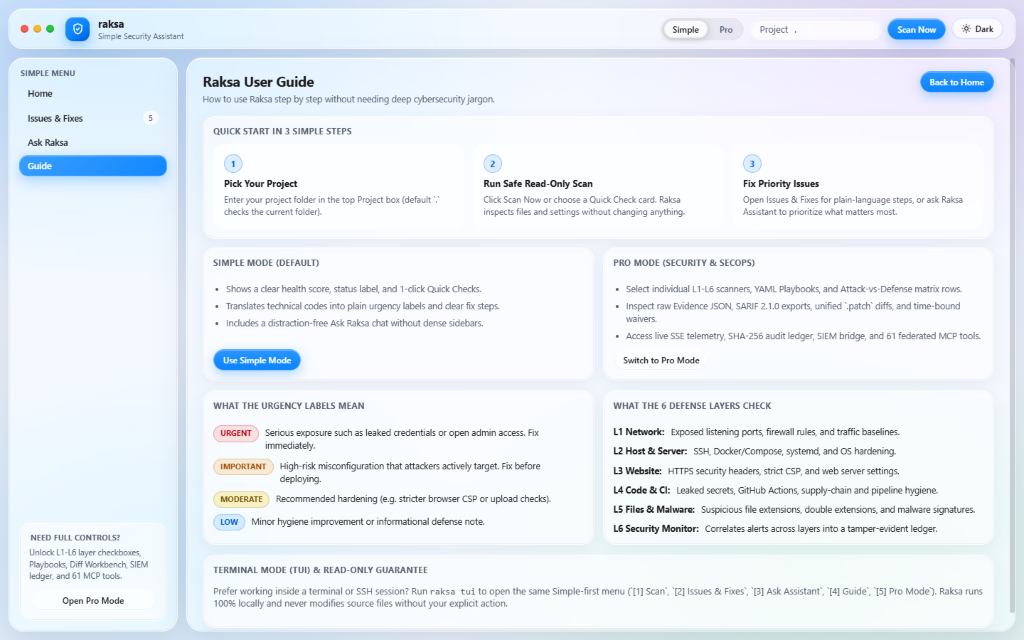 raksa
Simple Security Assistant
Simple
Pro
Project .
Scan Now
Dark
SIMPLE MENU
Home
Issues & Fixes 5
Ask Raksa
Guide
NEED FULL CONTROLS?
Unlock L1-L6 layer checkboxes,
Playbooks, Diff Workbench, SIEM
ledger, and 61 MCP tools.
Open Pro Mode
Raksa User Guide
How to use Raksa step by step without needing deep cybersecurity jargon.
Back to Home
QUICK START IN 3 SIMPLE STEPS
1
Pick Your Project
Enter your project folder in the top Project box (default `.`
checks the current folder).
2
Run Safe Read-Only Scan
Click Scan Now or choose a Quick Check card. Raksa
inspects files and settings without changing anything.
3
Fix Priority Issues
Open Issues & Fixes for plain-language steps, or ask Raksa
Assistant to prioritize what matters most.
SIMPLE MODE (DEFAULT)
• Shows a clear health score, status label, and 1-click Quick Checks.
• Translates technical codes into plain urgency labels and clear fix steps.
• Includes a distraction-free Ask Raksa chat without dense sidebars.
Use Simple Mode
PRO MODE (SECURITY & SECOPS)
• Select individual L1-L6 scanners, YAML Playbooks, and Attack-vs-Defense matrix rows.
• Inspect raw Evidence JSON, SARIF 2.1.0 exports, unified `.patch` diffs, and time-bound
waivers.
• Access live SSE telemetry, SHA-256 audit ledger, SIEM bridge, and 61 federated MCP tools.
Switch to Pro Mode
WHAT THE URGENCY LABELS MEAN
URGENT Serious exposure such as leaked credentials or open admin access. Fix
immediately.
IMPORTANT High-risk misconfiguration that attackers actively target. Fix before
deploying.
MODERATE Recommended hardening (e.g. stricter browser CSP or upload checks).
LOW Minor hygiene improvement or informational defense note.
WHAT THE 6 DEFENSE LAYERS CHECK
L1 Network: Exposed listening ports, firewall rules, and traffic baselines.
L2 Host & Server: SSH, Docker/Compose, systemd, and OS hardening.
L3 Website: HTTPS security headers, strict CSP, and web server settings.
L4 Code & CI: Leaked secrets, GitHub Actions, supply-chain and pipeline hygiene.
L5 Files & Malware: Suspicious file extensions, double extensions, and malware signatures.
L6 Security Monitor: Correlates alerts across layers into a tamper-evident ledger.
TERMINAL MODE (TUI) & READ-ONLY GUARANTEE
Prefer working inside a terminal or SSH session? Run raksa tui to open the same Simple-first menu (`[1] Scan`, `[2] Issues & Fixes`, `[3] Ask Assistant`, `[4] Guide`, `[5] Pro Mode`). Raksa runs
100% locally and never modifies source files without your explicit action.